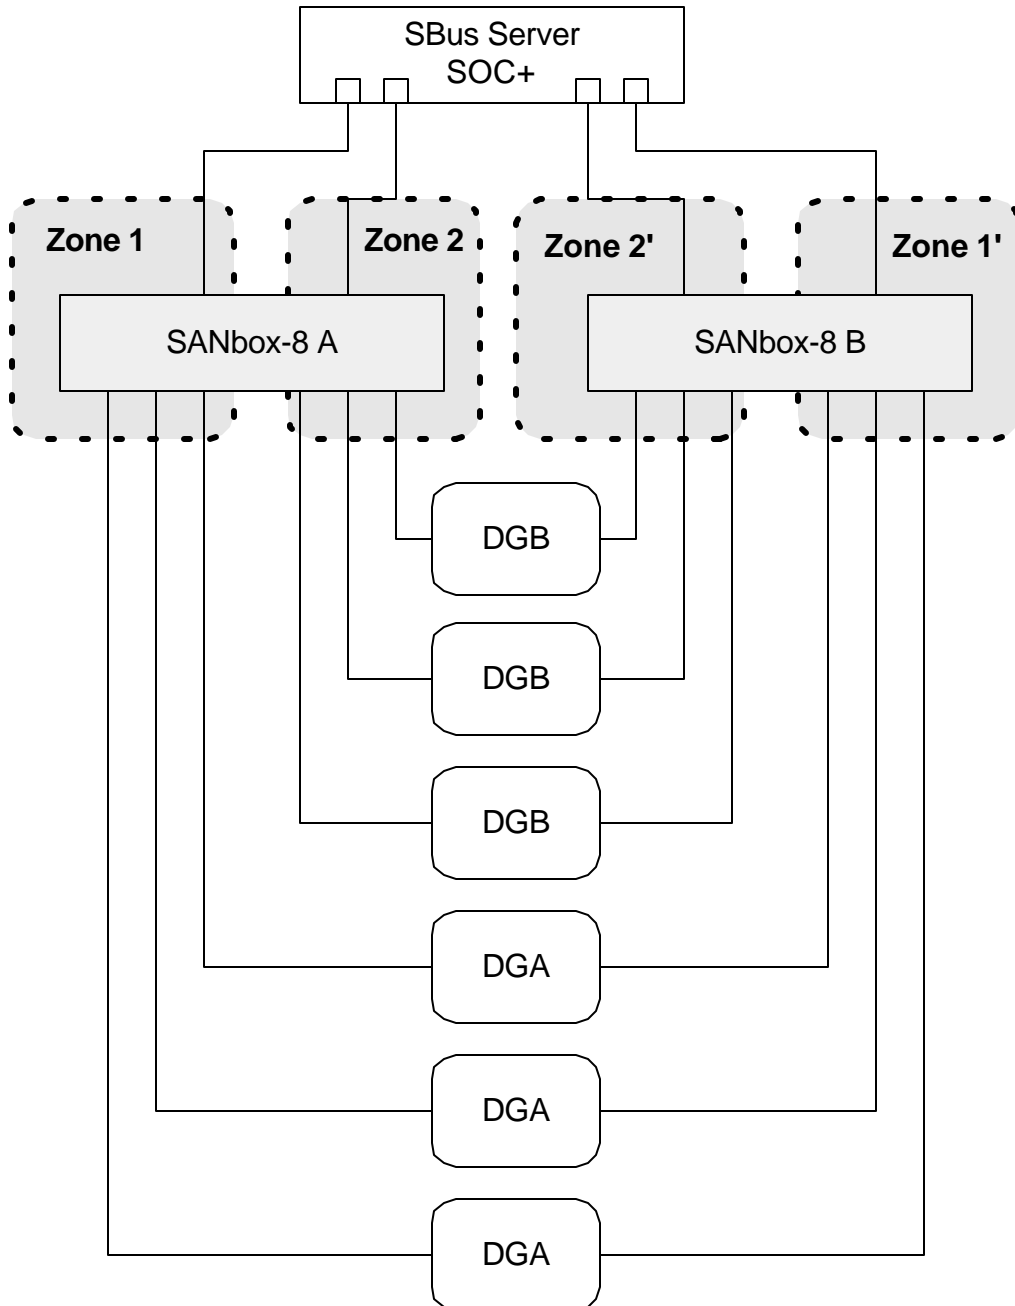 SBus Server
SOC+
Zone 1
Zone 2
Zone 2'
Zone 1'
SANbox-8 A
SANbox-8 B
DGB
DGB
DGB
DGA
DGA
DGA